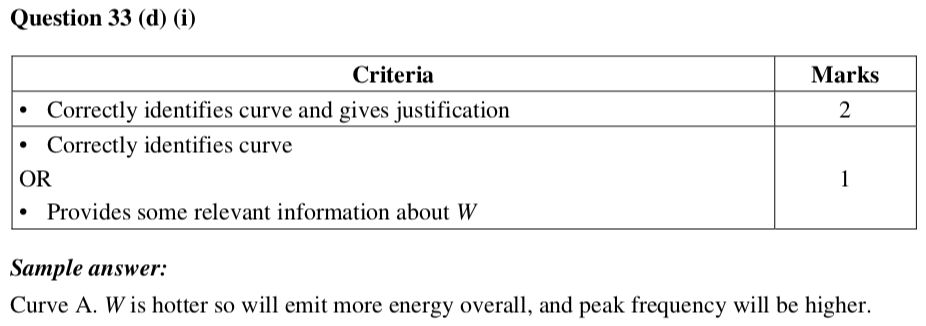 Question 33 (d) (i)
Criteria Marks
• Correctly identifies curve and gives justification 2
• Correctly identifies curve
OR 1
• Provides some relevant information about W
Sample answer:
Curve A. W is hotter so will emit more energy overall, and peak frequency will be higher.